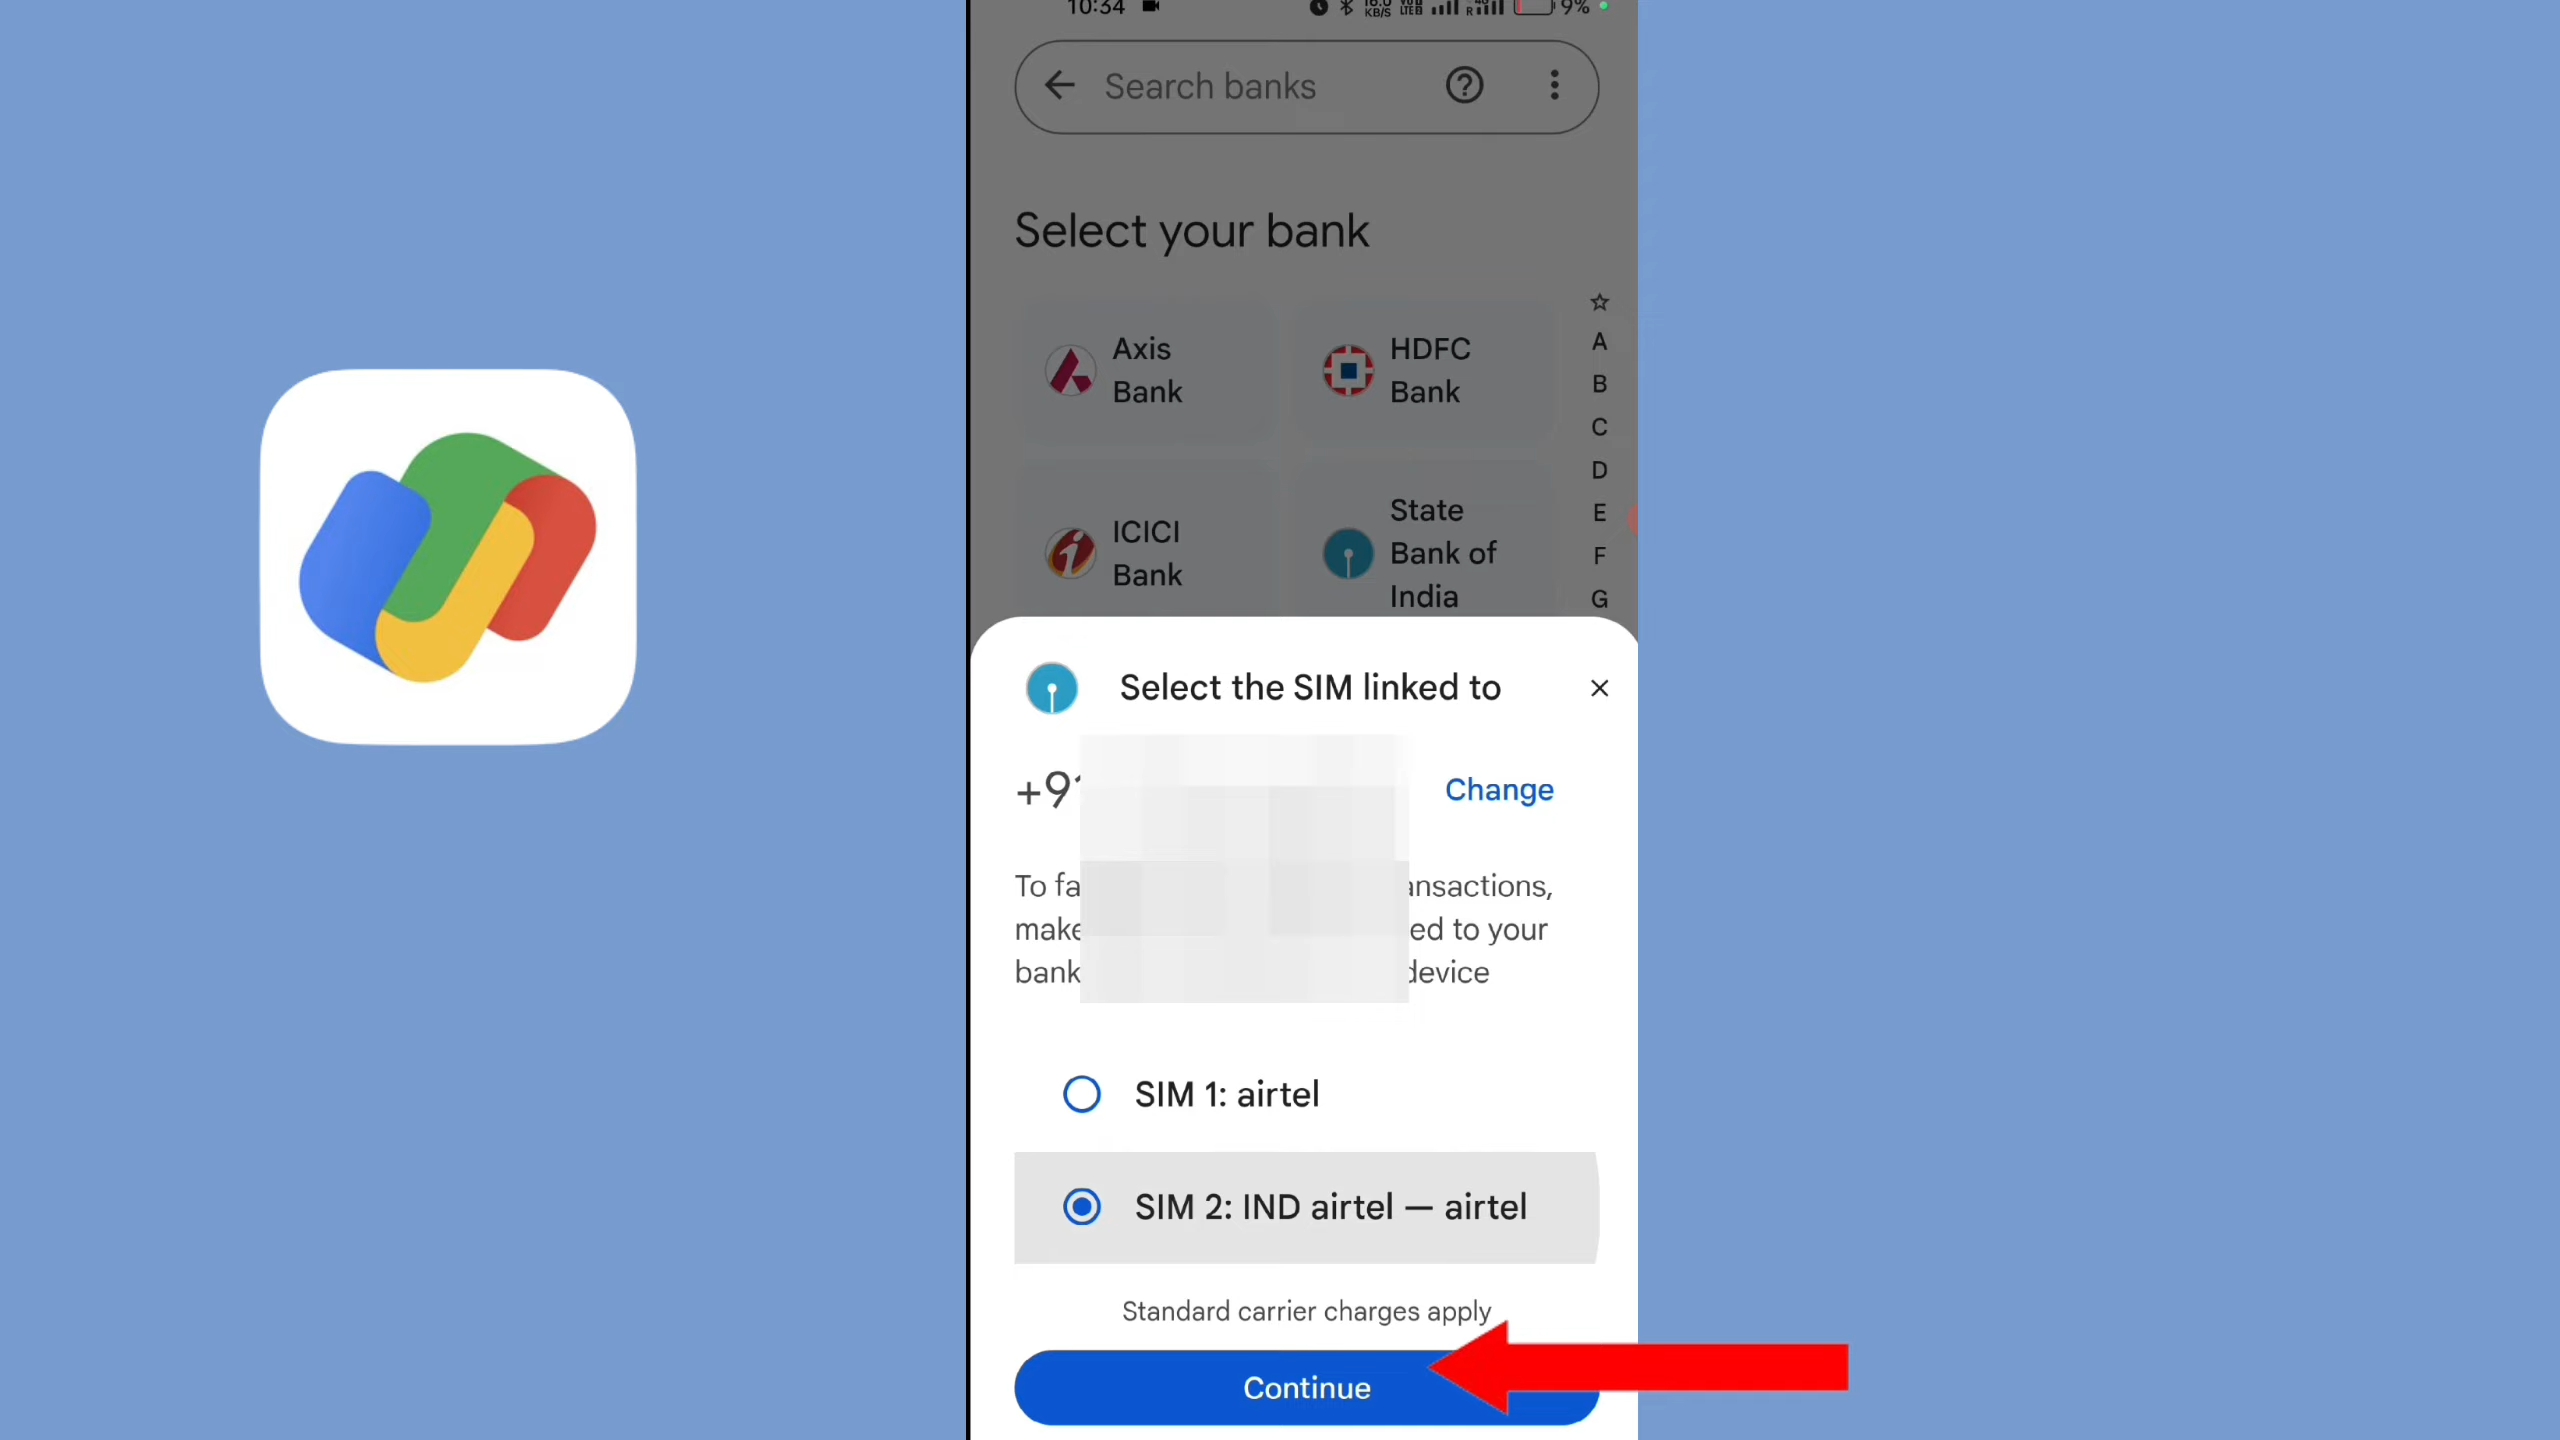 10:34 9%
Search banks
Select your bank
Axis
Bank
HDFC
Bank
ICICI
Bank
State
Bank of
India
A
B
C
D
E
F
G
Select the SIM linked to
+91
Change
To fa ansactions,
make ed to your
bank device
SIM 1: airtel
SIM 2: IND airtel — airtel
Standard carrier charges apply
Continue